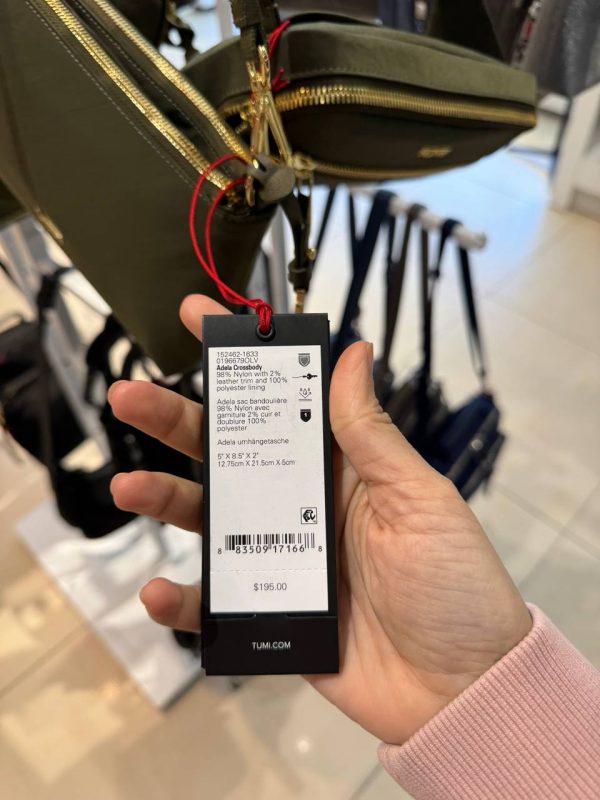 152462-1633
0196679OLV
Adela Crossbody
98% Nylon with 2%
leather trim and 100%
polyester lining
Adela sac bandoulière
98% Nylon avec
garniture 2% cuir et
doublure 100%
polyester
Adela umhängetasche
5" X 8.5" X 2"
12.75cm X 21.5cm X 5cm
1
8 83509 17166 8
$195.00
TUMI.COM